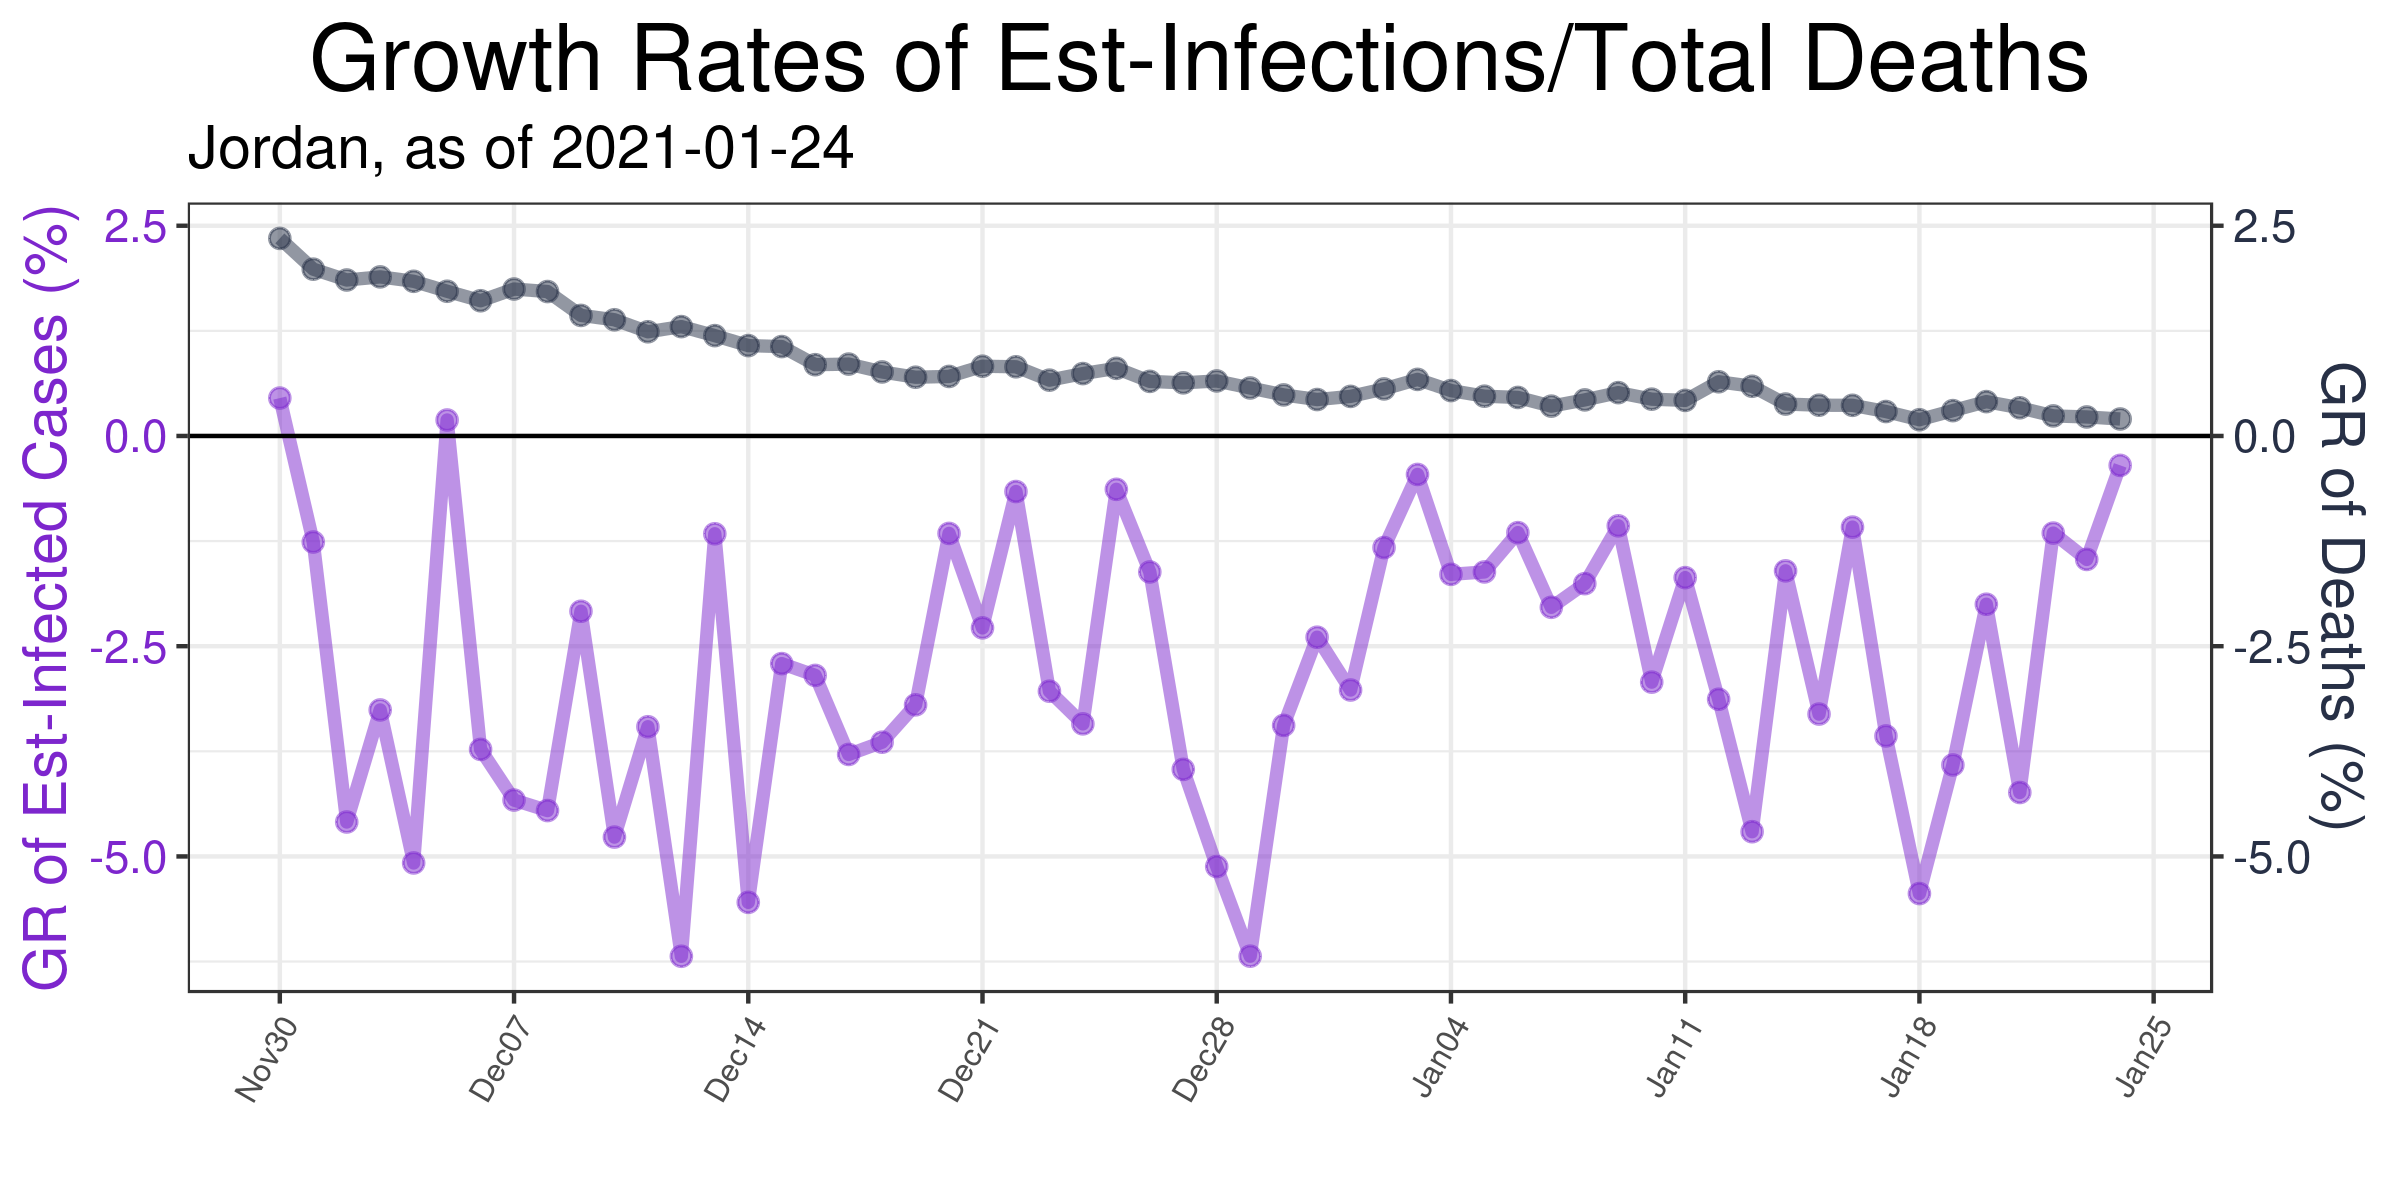 Growth Rates of Est-Infections/Total Deaths
Jordan, as of 2021-01-24
GR of Est-Infected Cases (%)
2.5
0.0
-2.5
-5.0
2.5
0.0
-2.5
-5.0
GR of Deaths (%)
Nov30
Dec07
Dec14
Dec21
Dec28
Jan04
Jan11
Jan18
Jan25